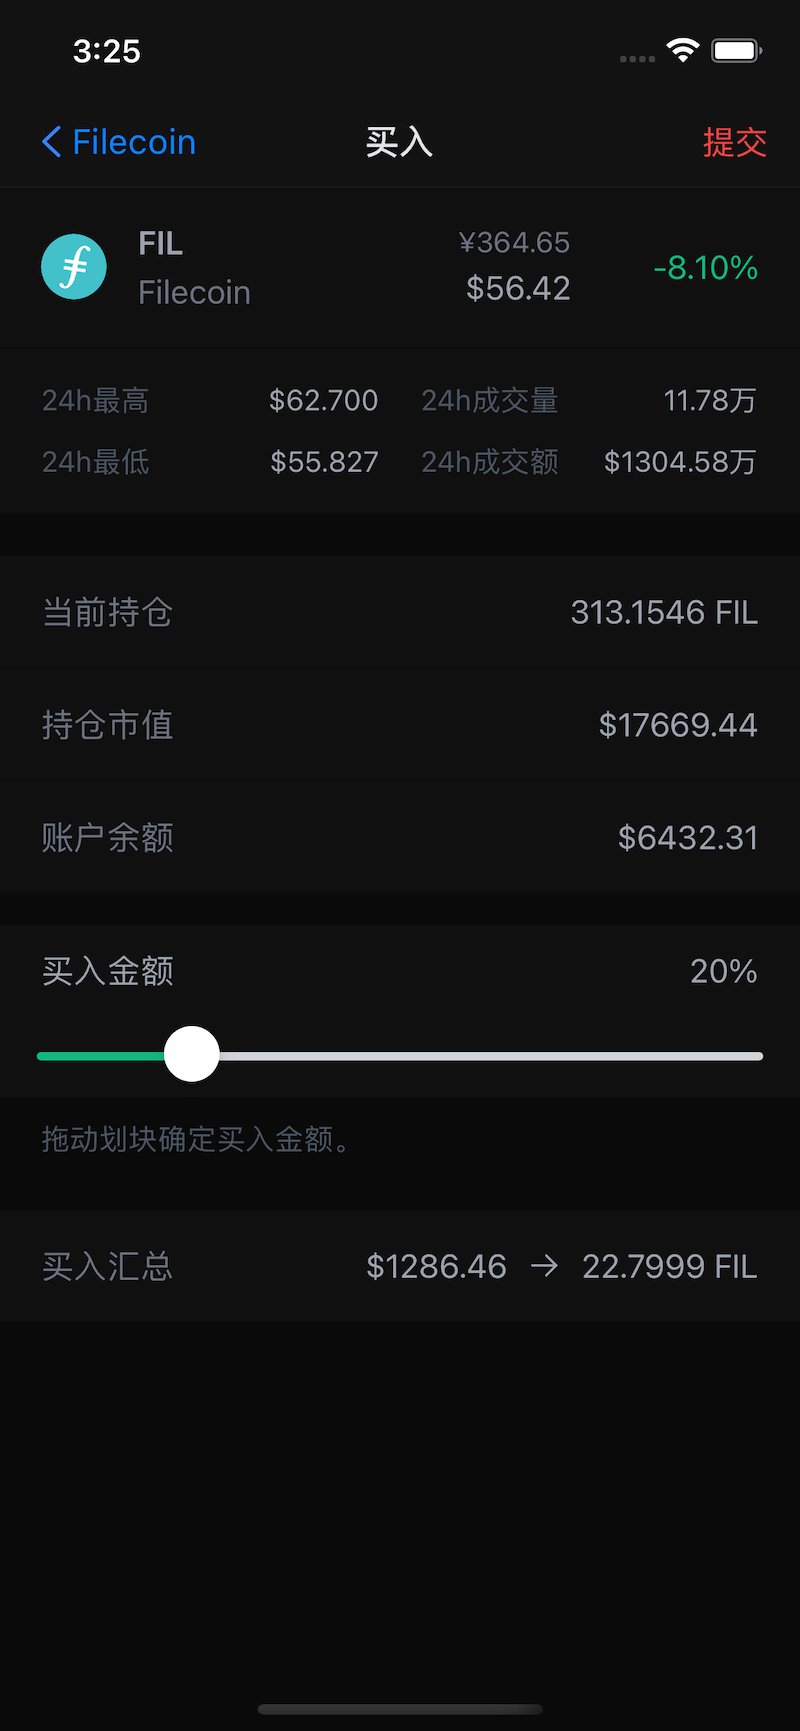 3:25
Filecoin 买入 提交
FIL ¥364.65
Filecoin $56.42 -8.10%
24h最高 $62.700 24h成交量 11.78万
24h最低 $55.827 24h成交额 $1304.58万
当前持仓 313.1546 FIL
持仓市值 $17669.44
账户余额 $6432.31
买入金额 20%
拖动划块确定买入金额。
买入汇总 $1286.46 → 22.7999 FIL